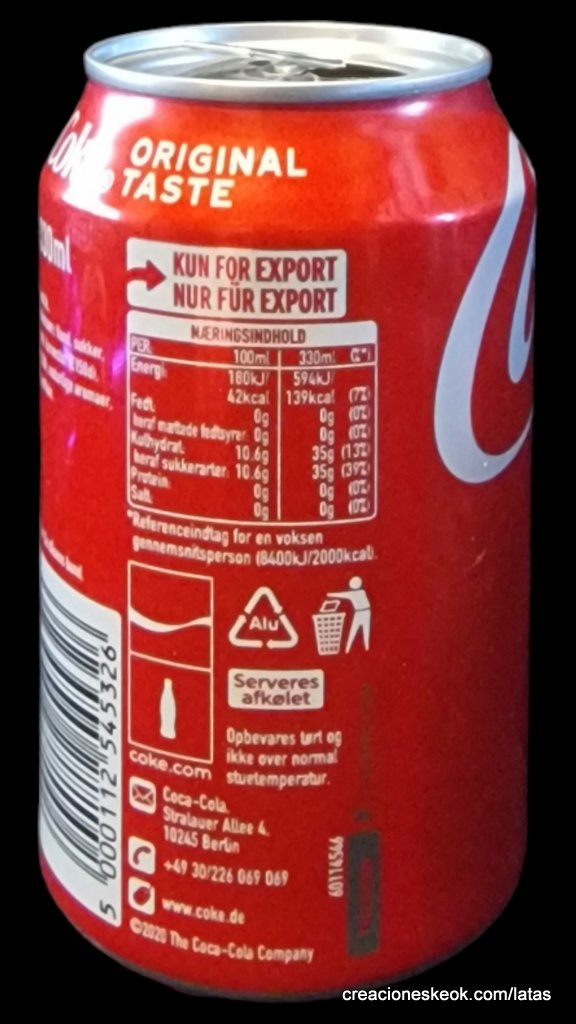 Coke
ORIGINAL
TASTE
KUN FOR EXPORT
NUR FÜR EXPORT
NÆRINGSINDHOLD
PER: 100ml 330ml (%*)
Energi: 180kJ/ 594kJ/
42kcal 139kcal (7%)
Fedt: 0g 0g (0%)
heraf mættede fedtsyrer: 0g 0g (0%)
Kulhydrat: 10.6g 35g (13%)
heraf sukkerarter: 10.6g 35g (39%)
Protein: 0g 0g (0%)
Salt: 0g 0g (0%)
*Referenceindtag for en voksen
gennemsnitsperson (8400kJ/2000kcal).
sukker,
aromaer,
Alu
Serveres
afkølet
Opbevares tørt og
ikke over normal
stuetemperatur.
coke.com
Coca-Cola,
Stralauer Allee 4,
10245 Berlin
+49 30/226 069 069
www.coke.de
©2020 The Coca-Cola Company
5 000112 545326
60114546
creacioneskeok.com/latas